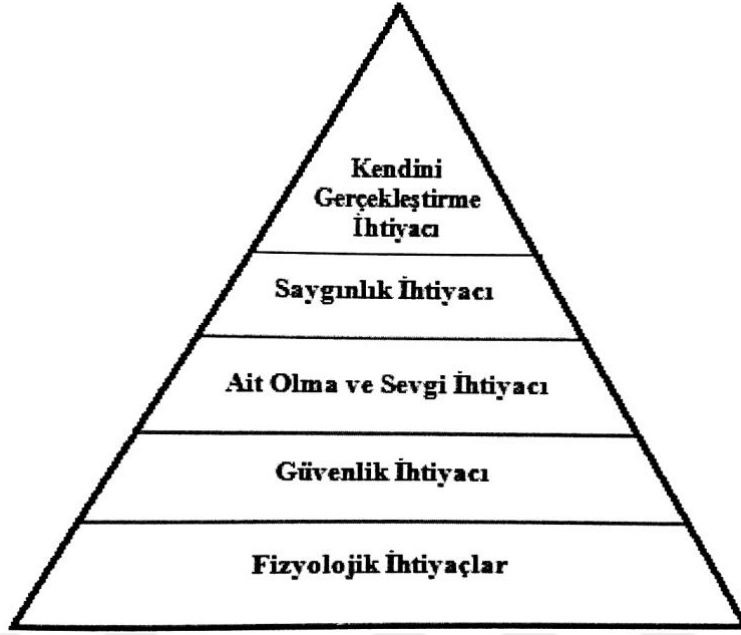 Kendini
Gerçekleştirme
İhtiyacı
Saygınlık İhtiyacı
Ait Olma ve Sevgi İhtiyacı
Güvenlik İhtiyacı
Fizyolojik İhtiyaçlar